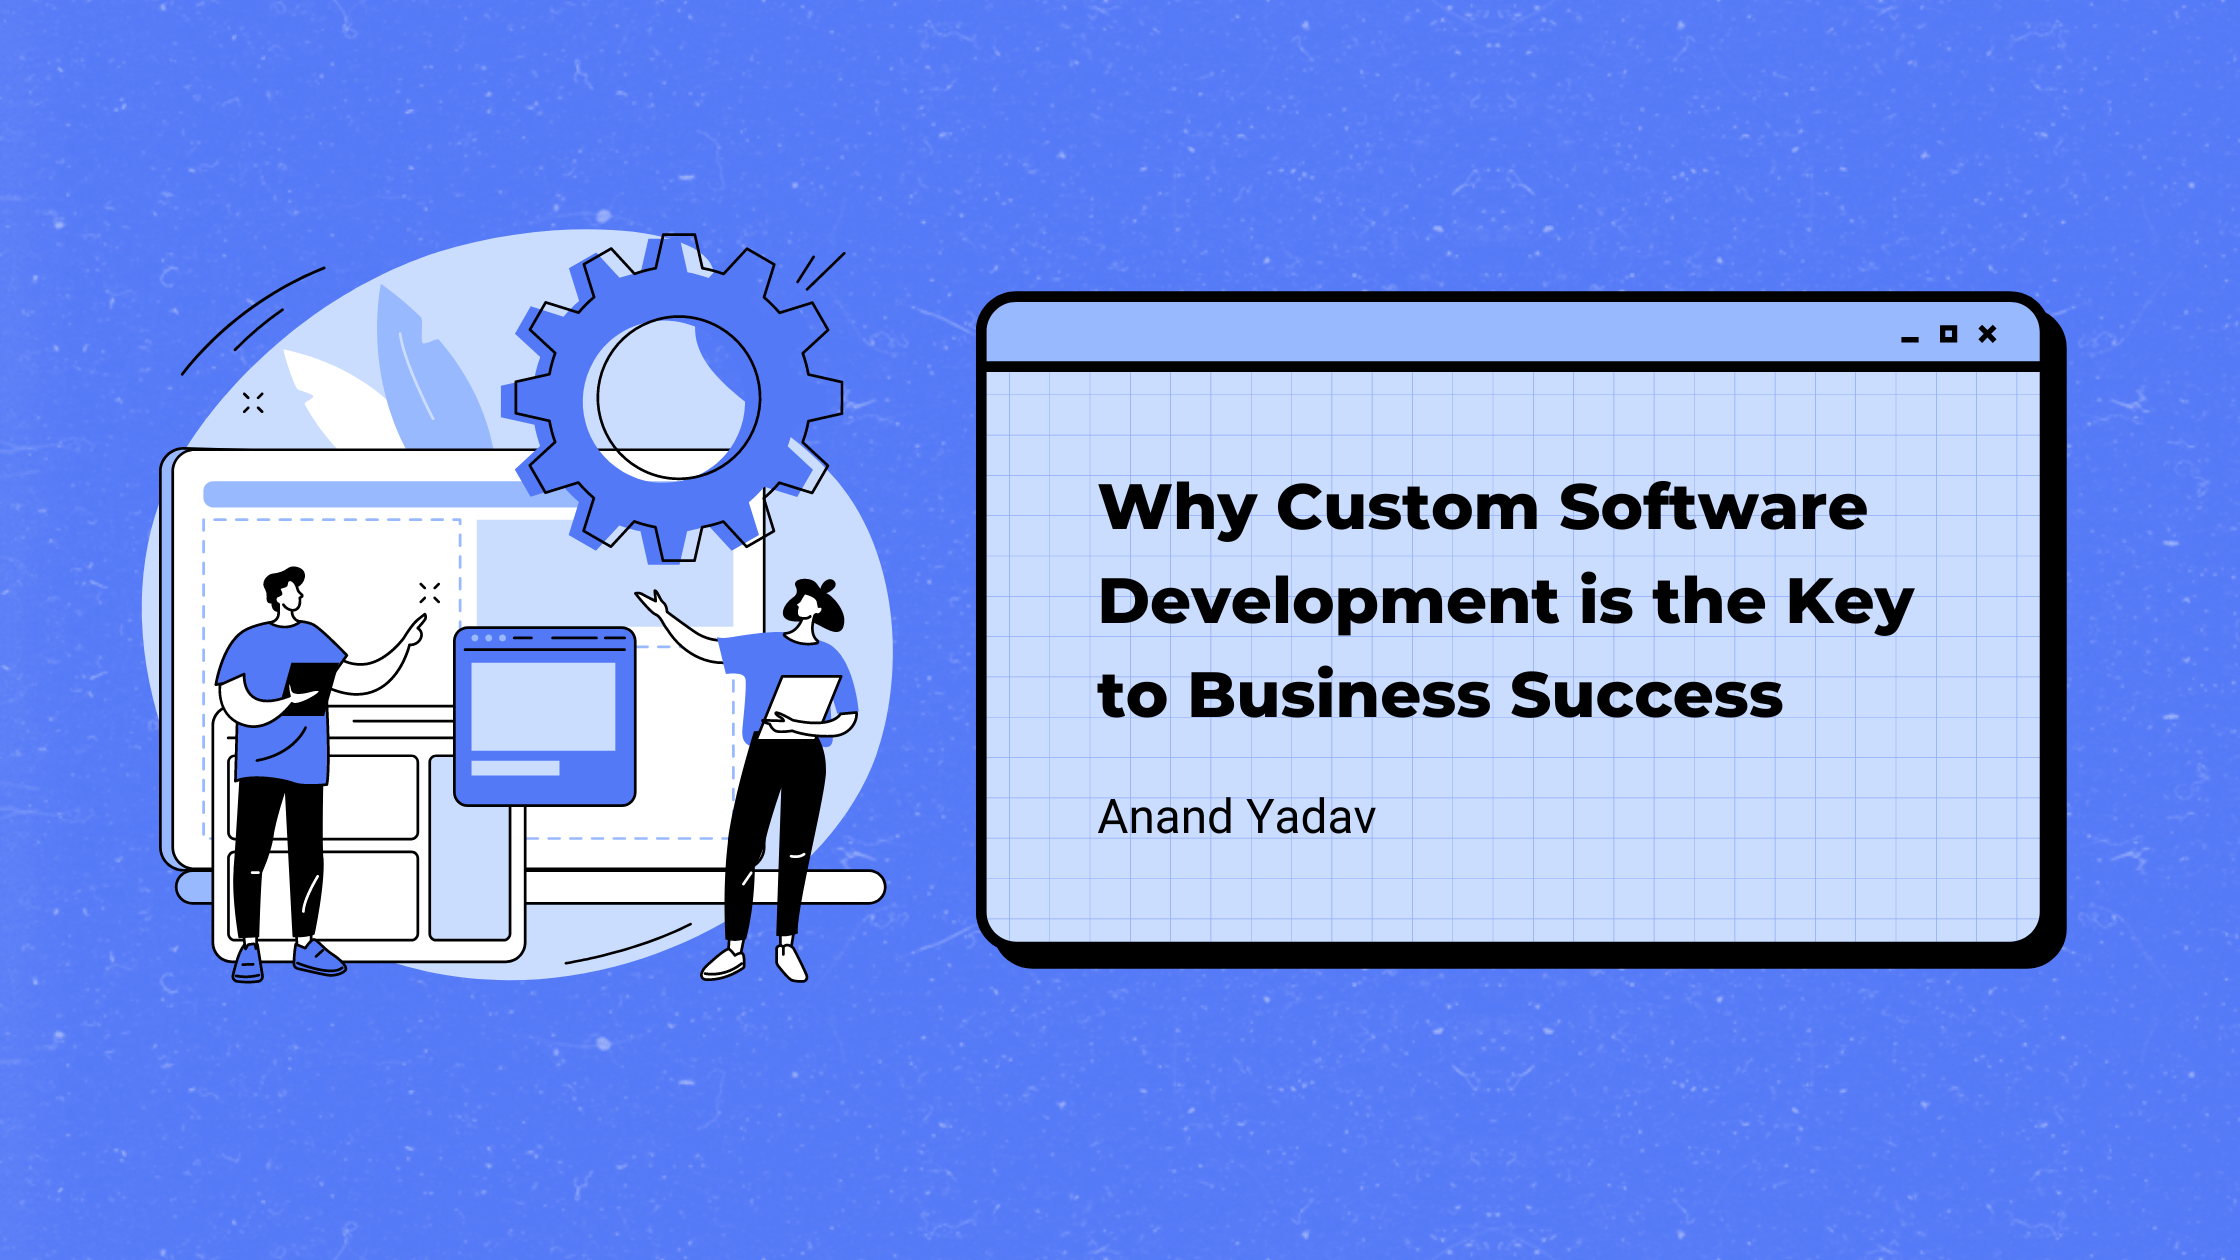 Why Custom Software
Development is the Key
to Business Success
Anand Yadav